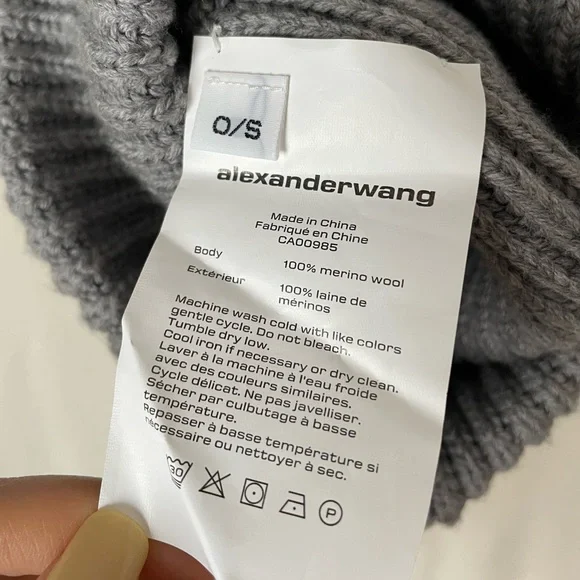 O/S
alexanderwang
Made in China
Fabriqué en Chine
CA00985
Body 100% merino wool
Extérieur 100% laine de
mérinos
Machine wash cold with like colors
gentle cycle. Do not bleach.
Tumble dry low.
Cool iron if necessary or dry clean.
Laver à la machine à l'eau froide
avec des couleurs similaires.
Cycle délicat. Ne pas javelliser.
Sécher par culbutage à basse
température.
Repasser à basse température si
nécessaire ou nettoyer à sec.
30 P